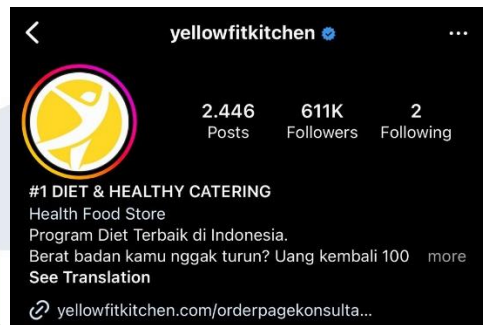 yellowfitkitchen
2.446 611K 2
Posts Followers Following
#1 DIET & HEALTHY CATERING
Health Food Store
Program Diet Terbaik di Indonesia.
Berat badan kamu nggak turun? Uang kembali 100 more
See Translation
yellowfitkitchen.com/orderpagekonsulta...